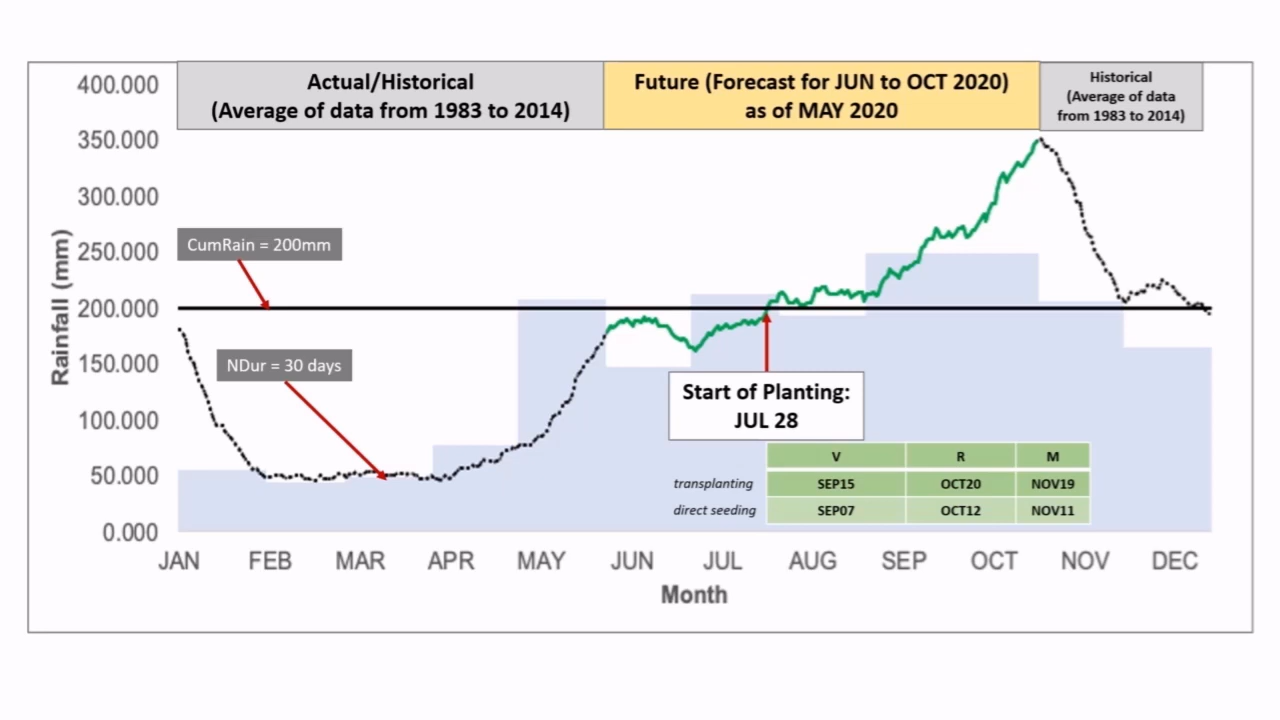 Actual/Historical
(Average of data from 1983 to 2014)
Future (Forecast for JUN to OCT 2020)
as of MAY 2020
Historical
(Average of data
from 1983 to 2014)
400.000
350.000
300.000
250.000
200.000
150.000
100.000
50.000
0.000
Rainfall (mm)
CumRain = 200mm
NDur = 30 days
Start of Planting:
JUL 28
V R M
transplanting SEP15 OCT20 NOV19
direct seeding SEP07 OCT12 NOV11
JAN FEB MAR APR MAY JUN JUL AUG SEP OCT NOV DEC
Month